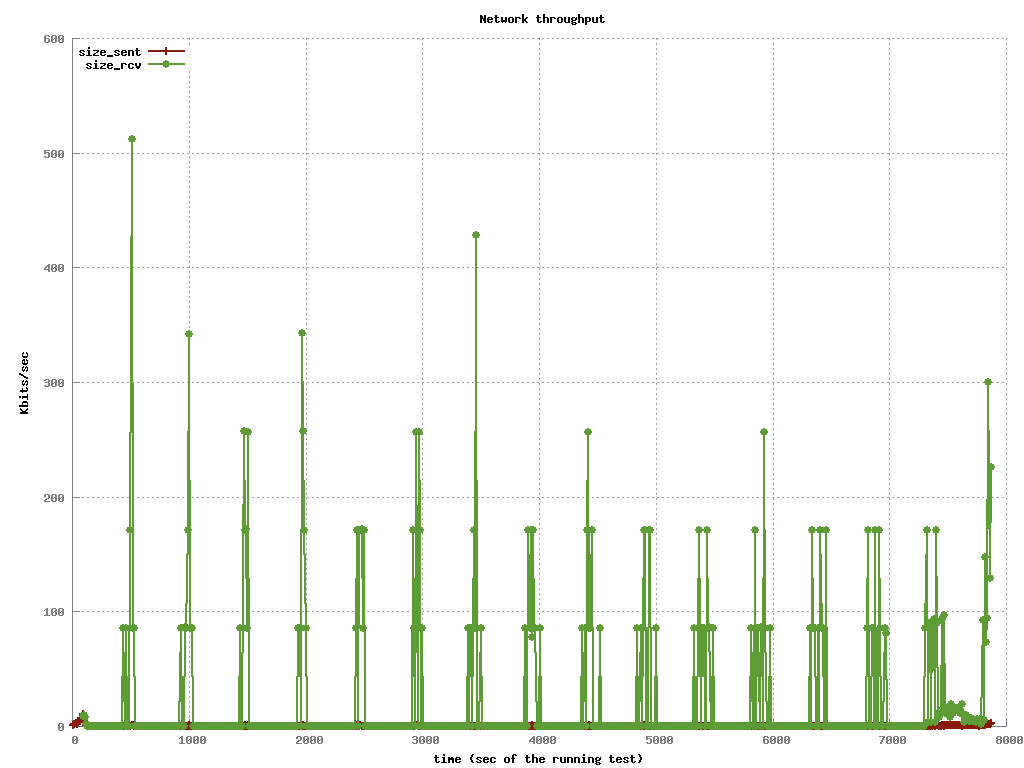 Network throughput
600
size_sent
size_rcv
500
400
Kbits/sec
300
200
100
0
0 1000 2000 3000 4000 5000 6000 7000 8000
time (sec of the running test)